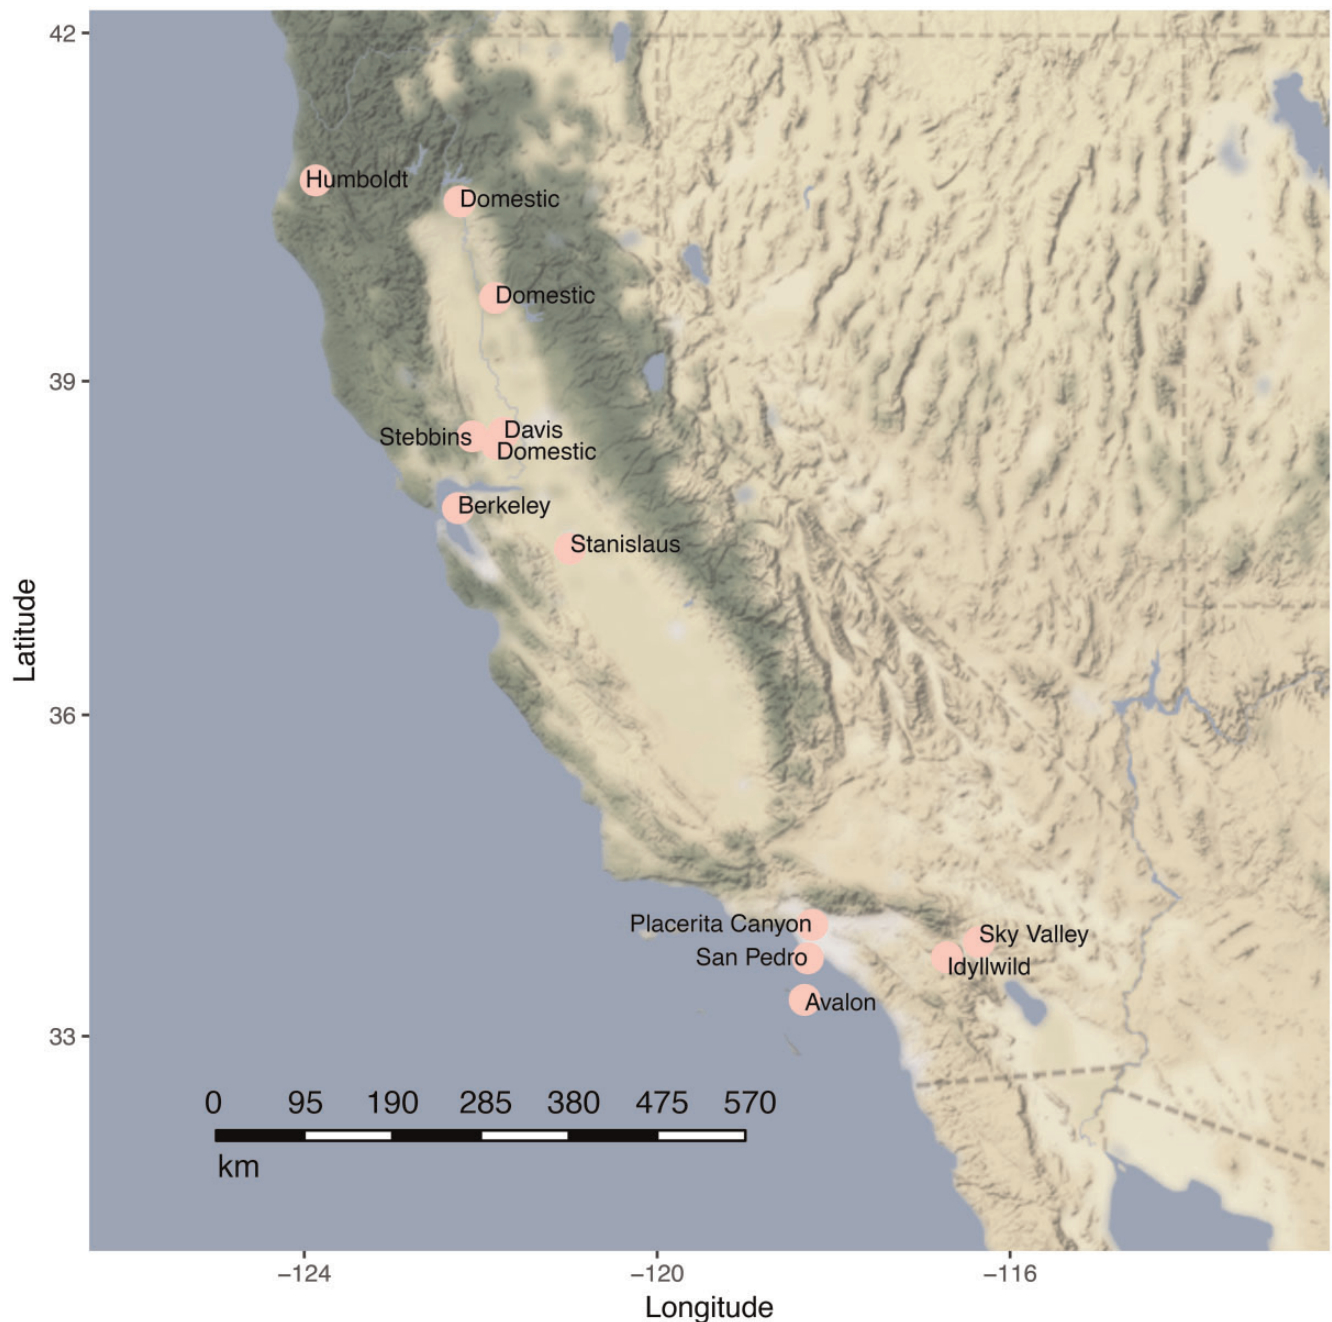 42
Humboldt
Domestic
Domestic
39
Davis
Stebbins
Domestic
Berkeley
Stanislaus
Latitude
36
Placerita Canyon
Sky Valley
San Pedro
Idyllwild
Avalon
33
0 95 190 285 380 475 570
km
−124 −120 −116
Longitude